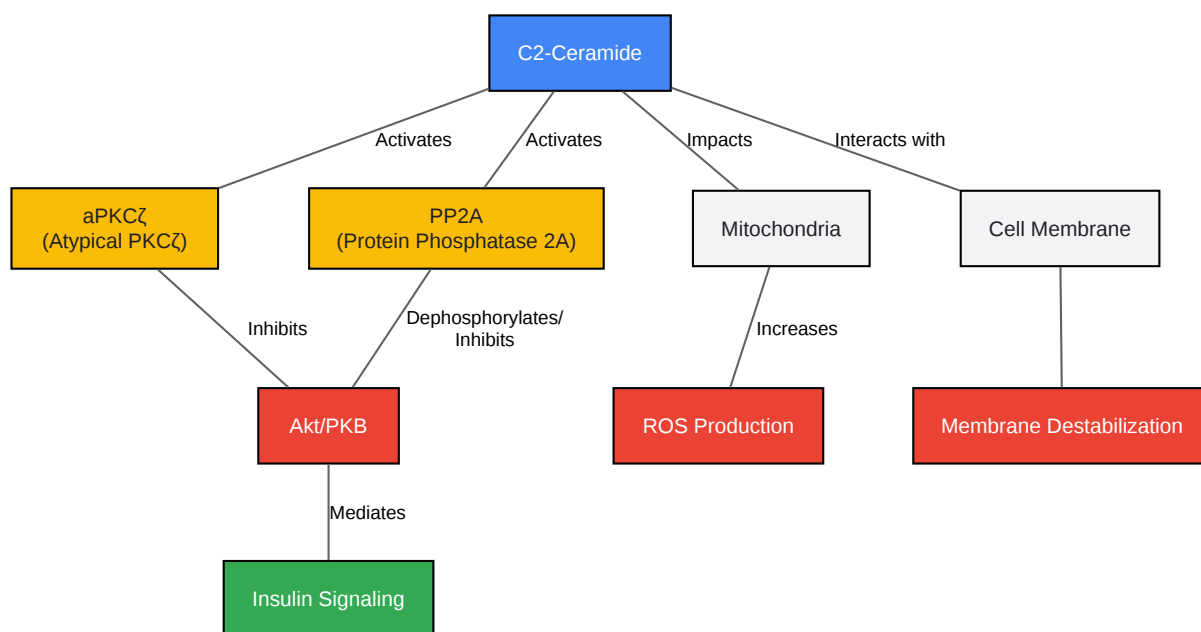 C2-Ceramide
Activates
Activates
Impacts
Interacts with
aPKCζ
(Atypical PKCζ)
PP2A
(Protein Phosphatase 2A)
Mitochondria
Cell Membrane
Inhibits
Dephosphorylates/
Inhibits
Increases
Akt/PKB
ROS Production
Membrane Destabilization
Mediates
Insulin Signaling